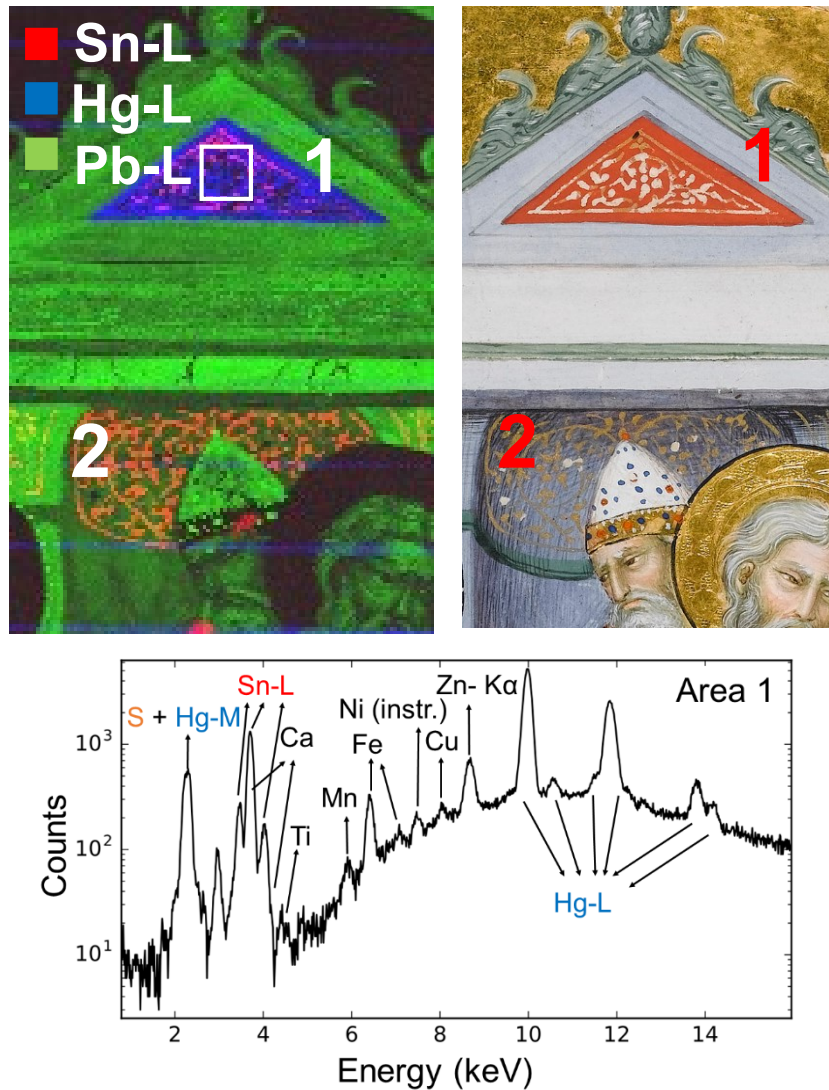 Sn-L
Hg-L
Pb-L
1
2
1
2
Area 1
S + Hg-M
Sn-L
Ca
Ti
Mn
Fe
Ni (instr.)
Cu
Zn- Kα
Hg-L
Counts
10³
10²
10¹
2 4 6 8 10 12 14
Energy (keV)